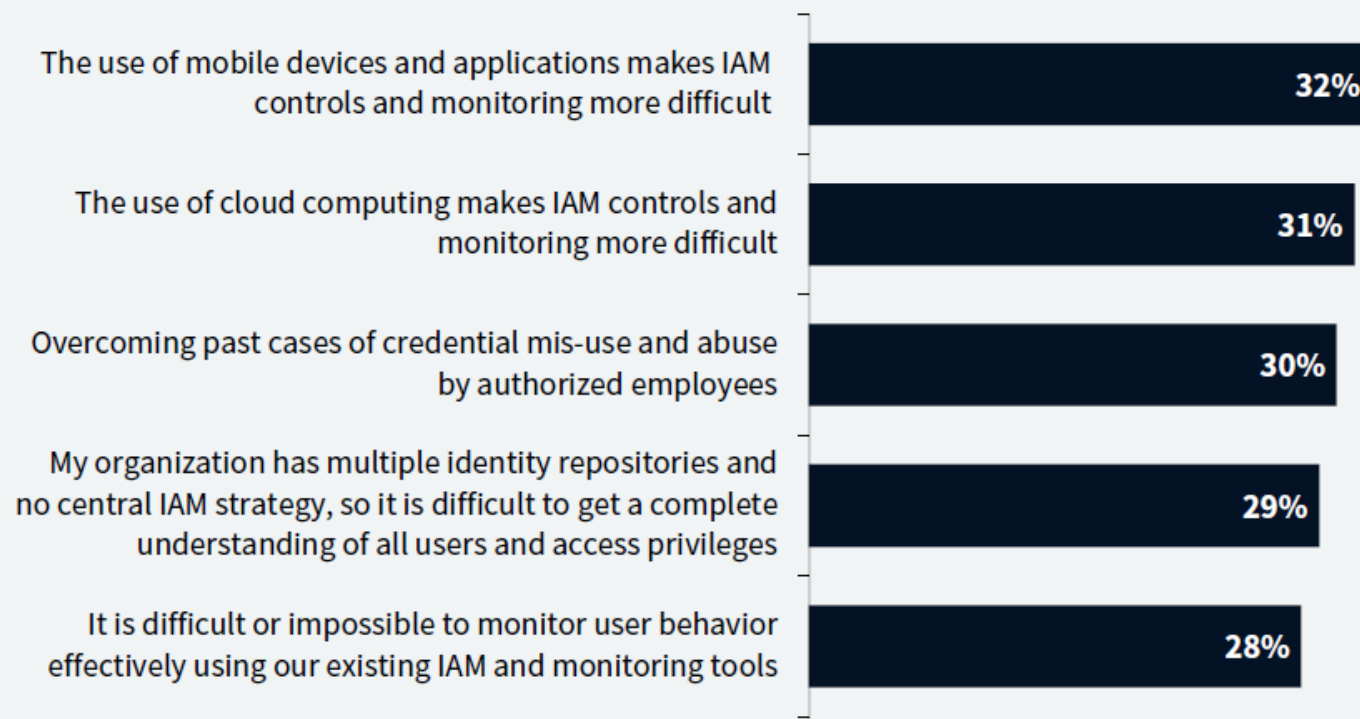 The use of mobile devices and applications makes IAM
controls and monitoring more difficult
32%
The use of cloud computing makes IAM controls and
monitoring more difficult
31%
Overcoming past cases of credential mis-use and abuse
by authorized employees
30%
My organization has multiple identity repositories and
no central IAM strategy, so it is difficult to get a complete
understanding of all users and access privileges
29%
It is difficult or impossible to monitor user behavior
effectively using our existing IAM and monitoring tools
28%